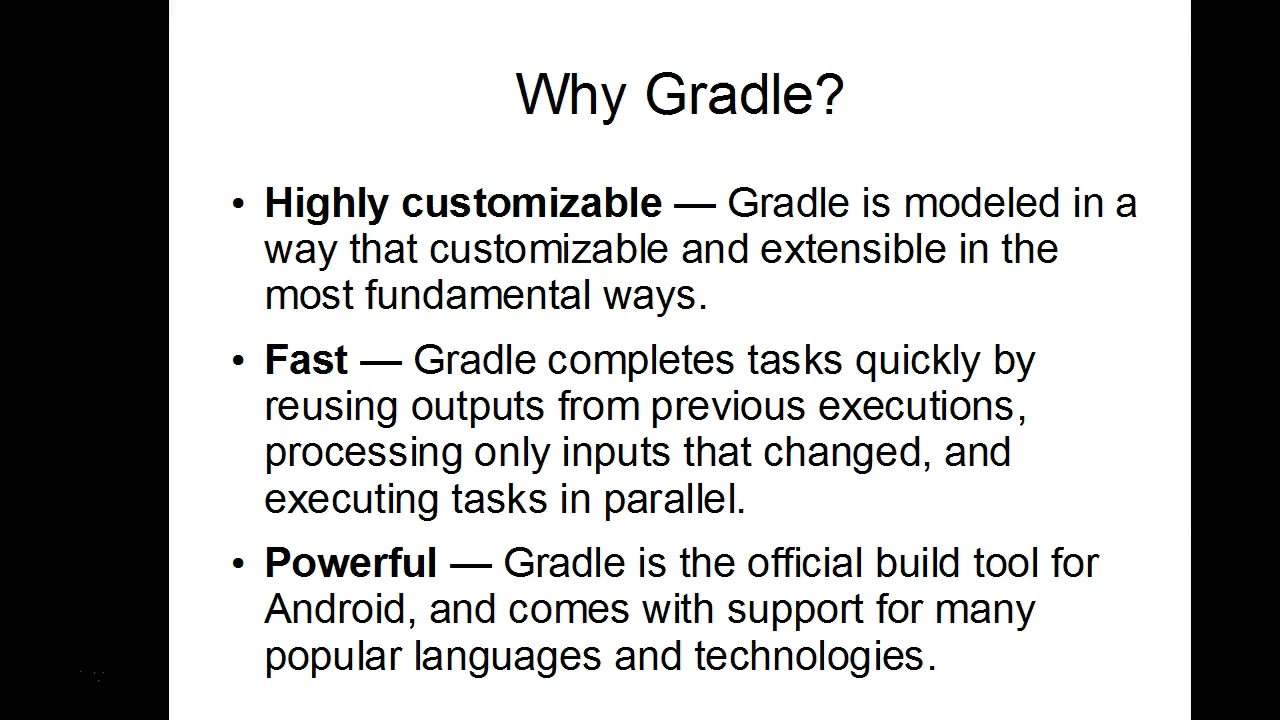 Why Gradle?
• Highly customizable — Gradle is modeled in a
way that customizable and extensible in the
most fundamental ways.
• Fast — Gradle completes tasks quickly by
reusing outputs from previous executions,
processing only inputs that changed, and
executing tasks in parallel.
• Powerful — Gradle is the official build tool for
Android, and comes with support for many
popular languages and technologies.